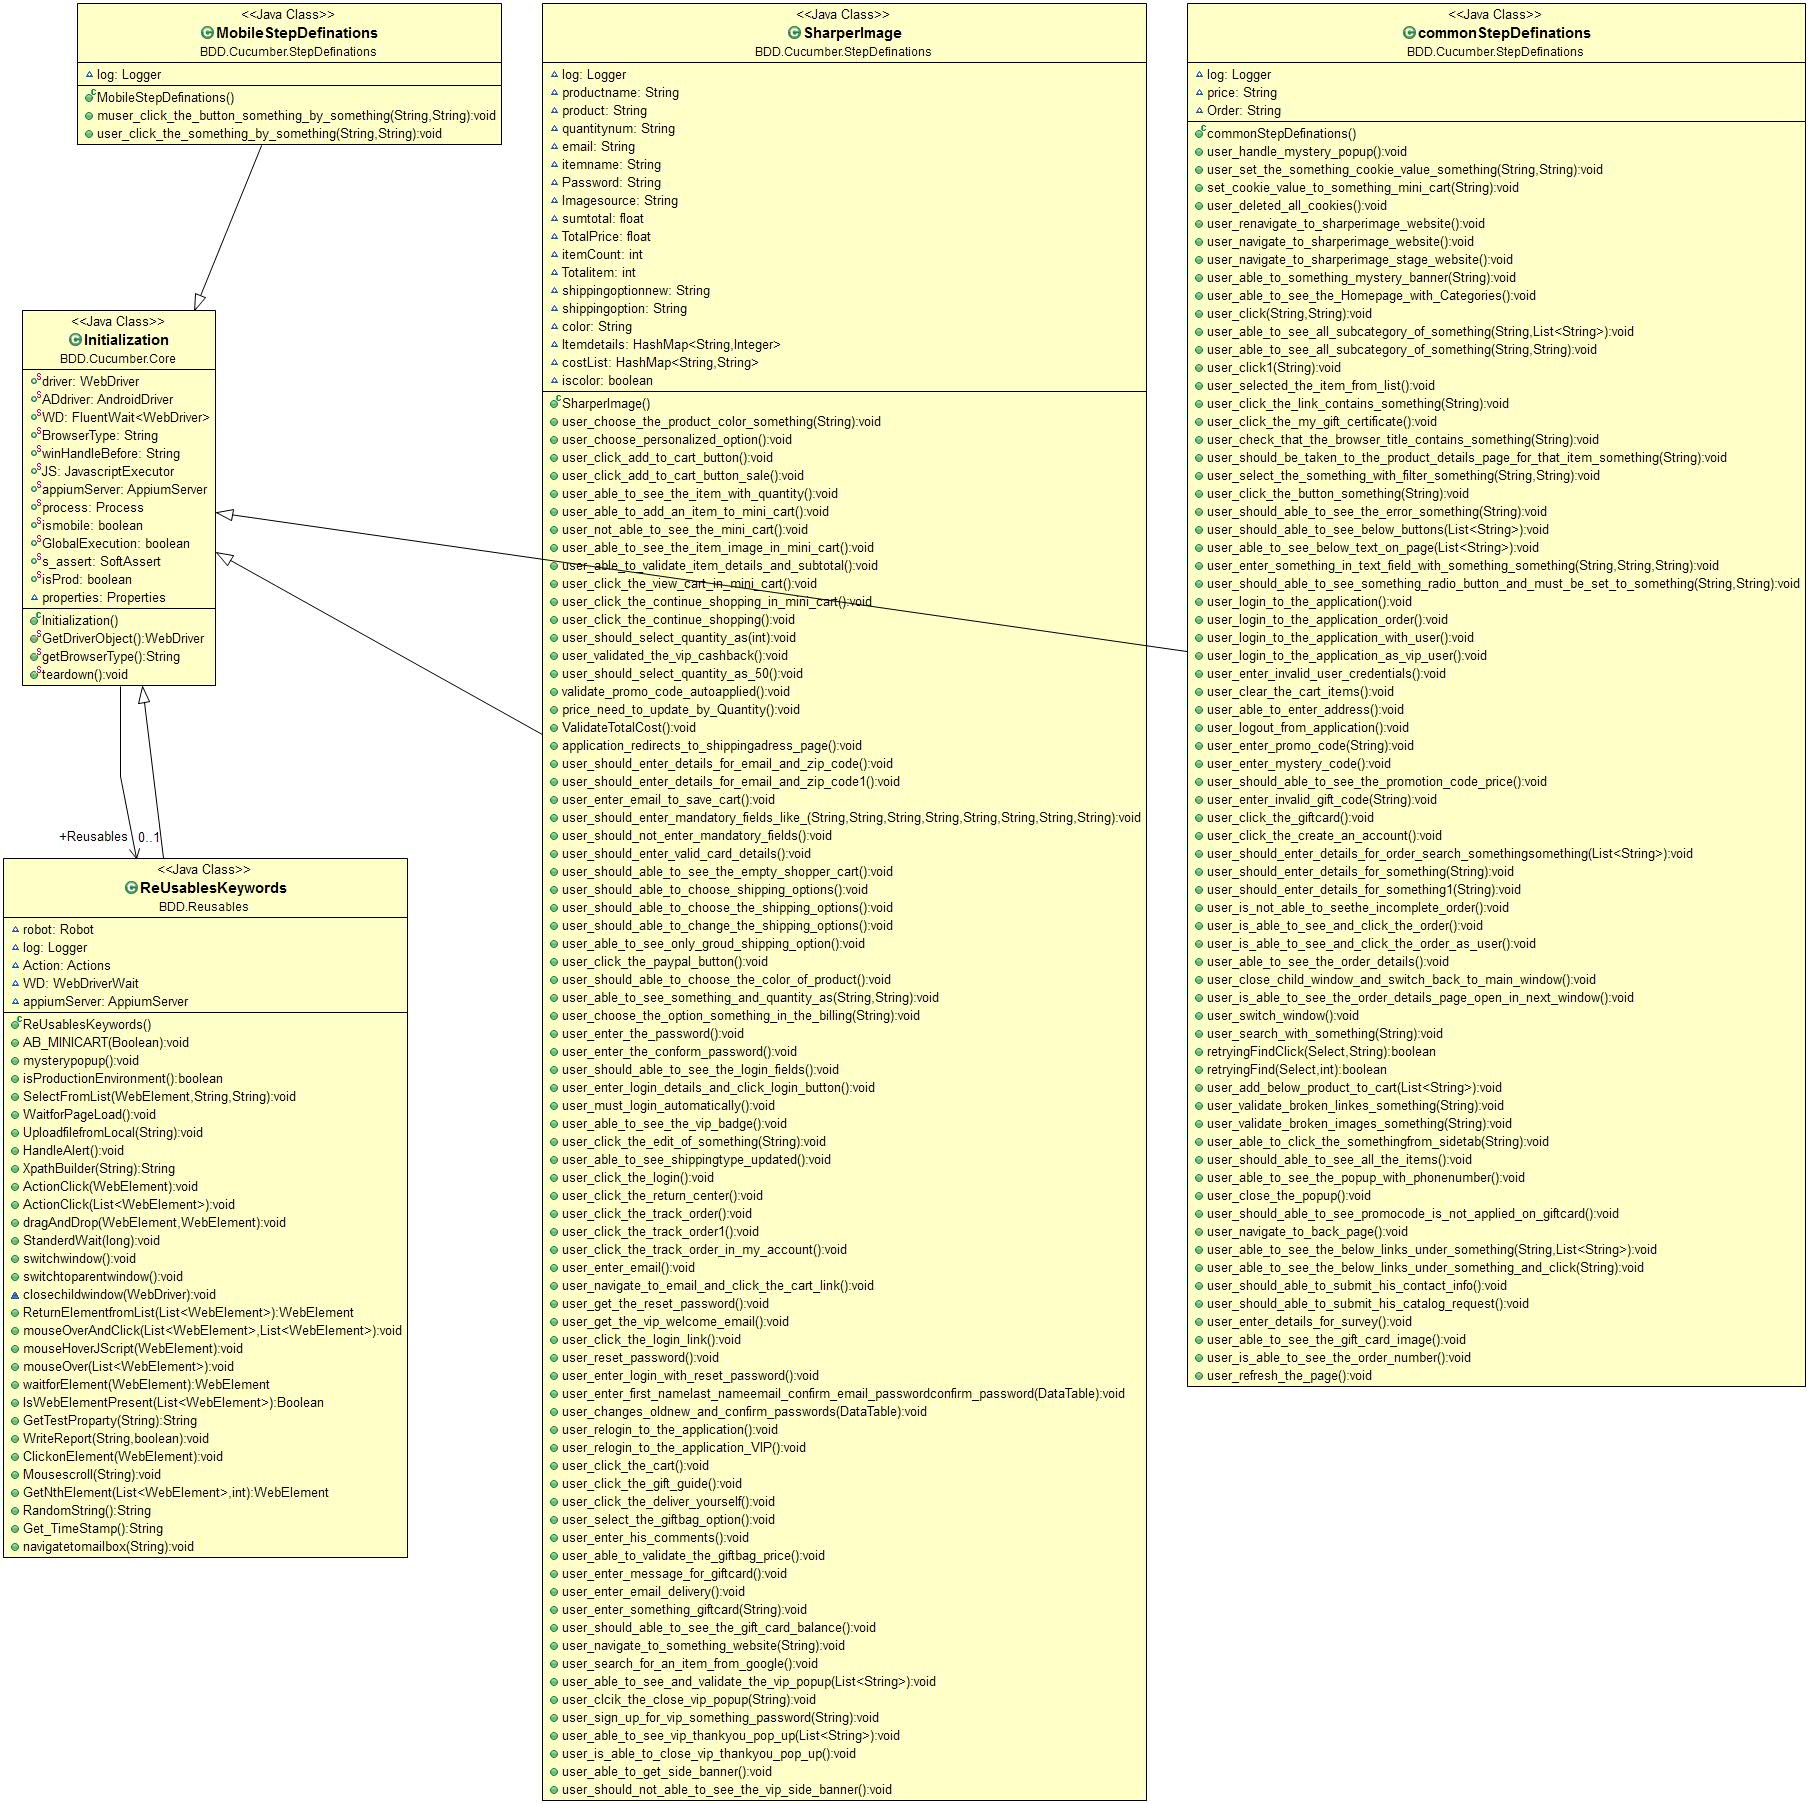 <<Java Class>>
MobileStepDefinations
BDD.Cucumber.StepDefinations
log: Logger
MobileStepDefinations()
muser_click_the_button_something_by_something(String,String):void
user_click_the_something_by_something(String,String):void
<<Java Class>>
Initialization
BDD.Cucumber.Core
driver: WebDriver
ADdriver: AndroidDriver
WD: FluentWait<WebDriver>
BrowserType: String
winHandleBefore: String
JS: JavascriptExecutor
appiumServer: AppiumServer
process: Process
ismobile: boolean
GlobalExecution: boolean
s_assert: SoftAssert
isProd: boolean
properties: Properties
Initialization()
GetDriverObject():WebDriver
getBrowserType():String
teardown():void
+Reusables 0..1
<<Java Class>>
ReUsablesKeywords
BDD.Reusables
robot: Robot
log: Logger
Action: Actions
WD: WebDriverWait
appiumServer: AppiumServer
ReUsablesKeywords()
AB_MINICART(Boolean):void
mysterypopup():void
isProductionEnvironment():boolean
SelectFromList(WebElement,String,String):void
WaitforPageLoad():void
UploadfilefromLocal(String):void
HandleAlert():void
XpathBuilder(String):String
ActionClick(WebElement):void
ActionClick(List<WebElement>):void
dragAndDrop(WebElement,WebElement):void
StanderdWait(long):void
switchwindow():void
switchtoparentwindow():void
closechildwindow(WebDriver):void
ReturnElementfromList(List<WebElement>):WebElement
mouseOverAndClick(List<WebElement>,List<WebElement>):void
mouseHoverJScript(WebElement):void
mouseOver(List<WebElement>):void
waitforElement(WebElement):WebElement
IsWebElementPresent(List<WebElement>):Boolean
GetTestProparty(String):String
WriteReport(String,boolean):void
ClickonElement(WebElement):void
Mousescroll(String):void
GetNthElement(List<WebElement>,int):WebElement
RandomString():String
Get_TimeStamp():String
navigatetomailbox(String):void
<<Java Class>>
SharperImage
BDD.Cucumber.StepDefinations
log: Logger
productname: String
product: String
quantitynum: String
email: String
itemname: String
Password: String
Imagesource: String
sumtotal: float
TotalPrice: float
itemCount: int
Totalitem: int
shippingoptionnew: String
shippingoption: String
color: String
Itemdetails: HashMap<String,Integer>
costList: HashMap<String,String>
iscolor: boolean
SharperImage()
user_choose_the_product_color_something(String):void
user_choose_personalized_option():void
user_click_add_to_cart_button():void
user_click_add_to_cart_button_sale():void
user_able_to_see_the_item_with_quantity():void
user_able_to_add_an_item_to_mini_cart():void
user_not_able_to_see_the_mini_cart():void
user_able_to_see_the_item_image_in_mini_cart():void
user_able_to_validate_item_details_and_subtotal():void
user_click_the_view_cart_in_mini_cart():void
user_click_the_continue_shopping_in_mini_cart():void
user_click_the_continue_shopping():void
user_should_select_quantity_as(int):void
user_validated_the_vip_cashback():void
user_should_select_quantity_as_50():void
validate_promo_code_autoapplied():void
price_need_to_update_by_Quantity():void
ValidateTotalCost():void
application_redirects_to_shippingadress_page():void
user_should_enter_details_for_email_and_zip_code():void
user_should_enter_details_for_email_and_zip_code1():void
user_enter_email_to_save_cart():void
user_should_enter_mandatory_fields_like_(String,String,String,String,String,String,String,String):void
user_should_not_enter_mandatory_fields():void
user_should_enter_valid_card_details():void
user_should_able_to_see_the_empty_shopper_cart():void
user_should_able_to_choose_shipping_options():void
user_should_able_to_choose_the_shipping_options():void
user_should_able_to_change_the_shipping_options():void
user_able_to_see_only_groud_shipping_option():void
user_click_the_paypal_button():void
user_should_able_to_choose_the_color_of_product():void
user_able_to_see_something_and_quantity_as(String,String):void
user_choose_the_option_something_in_the_billing(String):void
user_enter_the_password():void
user_enter_the_conform_password():void
user_should_able_to_see_the_login_fields():void
user_enter_login_details_and_click_login_button():void
user_must_login_automatically():void
user_able_to_see_the_vip_badge():void
user_click_the_edit_of_something(String):void
user_able_to_see_shippingtype_updated():void
user_click_the_login():void
user_click_the_return_center():void
user_click_the_track_order():void
user_click_the_track_order1():void
user_click_the_track_order_in_my_account():void
user_enter_email():void
user_navigate_to_email_and_click_the_cart_link():void
user_get_the_reset_password():void
user_get_the_vip_welcome_email():void
user_click_the_login_link():void
user_reset_password():void
user_enter_login_with_reset_password():void
user_enter_first_namelast_nameemail_confirm_email_passwordconfirm_password(DataTable):void
user_changes_oldnew_and_confirm_passwords(DataTable):void
user_relogin_to_the_application():void
user_relogin_to_the_application_VIP():void
user_click_the_cart():void
user_click_the_gift_guide():void
user_click_the_deliver_yourself():void
user_select_the_giftbag_option():void
user_enter_his_comments():void
user_able_to_validate_the_giftbag_price():void
user_enter_message_for_giftcard():void
user_enter_email_delivery():void
user_enter_something_giftcard(String):void
user_should_able_to_see_the_gift_card_balance():void
user_navigate_to_something_website(String):void
user_search_for_an_item_from_google():void
user_able_to_see_and_validate_the_vip_popup(List<String>):void
user_clcik_the_close_vip_popup(String):void
user_sign_up_for_vip_something_password(String):void
user_able_to_see_vip_thankyou_pop_up(List<String>):void
user_is_able_to_close_vip_thankyou_pop_up():void
user_able_to_get_side_banner():void
user_should_not_able_to_see_the_vip_side_banner():void
<<Java Class>>
commonStepDefinations
BDD.Cucumber.StepDefinations
log: Logger
price: String
Order: String
commonStepDefinations()
user_handle_mystery_popup():void
user_set_the_something_cookie_value_something(String,String):void
set_cookie_value_to_something_mini_cart(String):void
user_deleted_all_cookies():void
user_renavigate_to_sharperimage_website():void
user_navigate_to_sharperimage_website():void
user_navigate_to_sharperimage_stage_website():void
user_able_to_something_mystery_banner(String):void
user_able_to_see_the_Homepage_with_Categories():void
user_click(String,String):void
user_able_to_see_all_subcategory_of_something(String,List<String>):void
user_able_to_see_all_subcategory_of_something(String,String):void
user_click1(String):void
user_selected_the_item_from_list():void
user_click_the_link_contains_something(String):void
user_click_the_my_gift_certificate():void
user_check_that_the_browser_title_contains_something(String):void
user_should_be_taken_to_the_product_details_page_for_that_item_something(String):void
user_select_the_something_with_filter_something(String,String):void
user_click_the_button_something(String):void
user_should_able_to_see_the_error_something(String):void
user_should_able_to_see_below_buttons(List<String>):void
user_able_to_see_below_text_on_page(List<String>):void
user_enter_something_in_text_field_with_something_something(String,String,String):void
user_should_able_to_see_something_radio_button_and_must_be_set_to_something(String,String):void
user_login_to_the_application():void
user_login_to_the_application_order():void
user_login_to_the_application_with_user():void
user_login_to_the_application_as_vip_user():void
user_enter_invalid_user_credentials():void
user_clear_the_cart_items():void
user_able_to_enter_address():void
user_logout_from_application():void
user_enter_promo_code(String):void
user_enter_mystery_code():void
user_should_able_to_see_the_promotion_code_price():void
user_enter_invalid_gift_code(String):void
user_click_the_giftcard():void
user_click_the_create_an_account():void
user_should_enter_details_for_order_search_somethingsomething(List<String>):void
user_should_enter_details_for_something(String):void
user_should_enter_details_for_something1(String):void
user_is_not_able_to_seethe_incomplete_order():void
user_is_able_to_see_and_click_the_order():void
user_is_able_to_see_and_click_the_order_as_user():void
user_able_to_see_the_order_details():void
user_close_child_window_and_switch_back_to_main_window():void
user_is_able_to_see_the_order_details_page_open_in_next_window():void
user_switch_window():void
user_search_with_something(String):void
retryingFindClick(Select,String):boolean
retryingFind(Select,int):boolean
user_add_below_product_to_cart(List<String>):void
user_validate_broken_linkes_something(String):void
user_validate_broken_images_something(String):void
user_able_to_click_the_somethingfrom_sidetab(String):void
user_should_able_to_see_all_the_items():void
user_able_to_see_the_popup_with_phonenumber():void
user_close_the_popup():void
user_should_able_to_see_promocode_is_not_applied_on_giftcard():void
user_navigate_to_back_page():void
user_able_to_see_the_below_links_under_something(String,List<String>):void
user_able_to_see_the_below_links_under_something_and_click(String):void
user_should_able_to_submit_his_contact_info():void
user_should_able_to_submit_his_catalog_request():void
user_enter_details_for_survey():void
user_able_to_see_the_gift_card_image():void
user_is_able_to_see_the_order_number():void
user_refresh_the_page():void